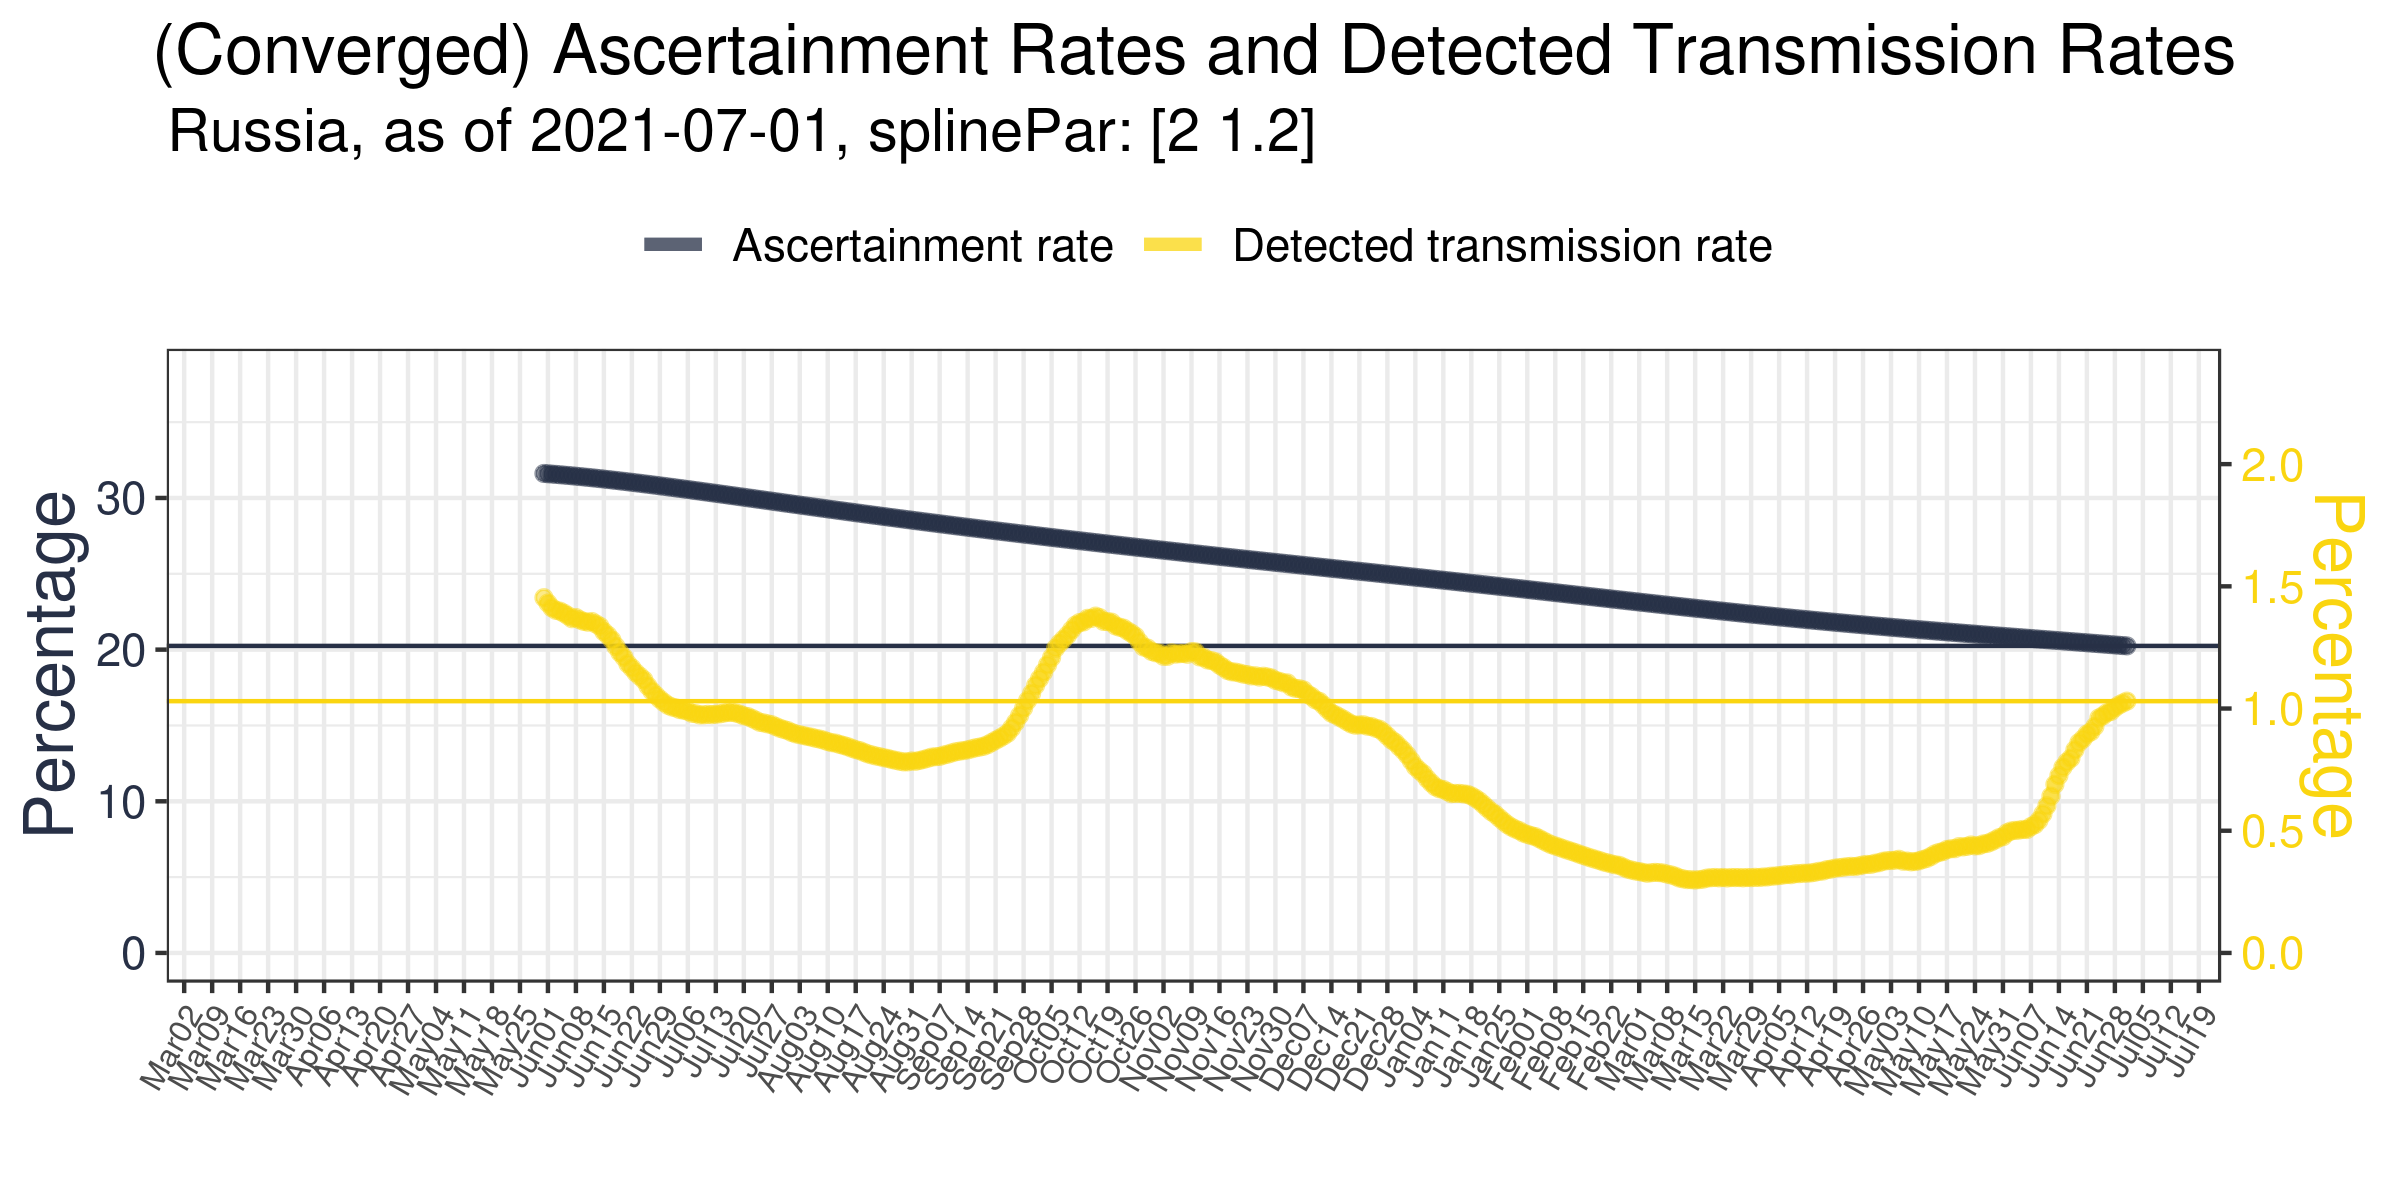 (Converged) Ascertainment Rates and Detected Transmission Rates
Russia, as of 2021-07-01, splinePar: [2 1.2]
Ascertainment rate
Detected transmission rate
Percentage
30
20
10
0
2.0
1.5
1.0
0.5
0.0
Percentage
Mar02
Mar09
Mar16
Mar23
Mar30
Apr06
Apr13
Apr20
Apr27
May04
May11
May18
May25
Jun01
Jun08
Jun15
Jun22
Jun29
Jul06
Jul13
Jul20
Jul27
Aug03
Aug10
Aug17
Aug24
Aug31
Sep07
Sep14
Sep21
Sep28
Oct05
Oct12
Oct19
Oct26
Nov02
Nov09
Nov16
Nov23
Nov30
Dec07
Dec14
Dec21
Dec28
Jan04
Jan11
Jan18
Jan25
Feb01
Feb08
Feb15
Feb22
Mar01
Mar08
Mar15
Mar22
Mar29
Apr05
Apr12
Apr19
Apr26
May03
May10
May17
May24
May31
Jun07
Jun14
Jun21
Jun28
Jul05
Jul12
Jul19